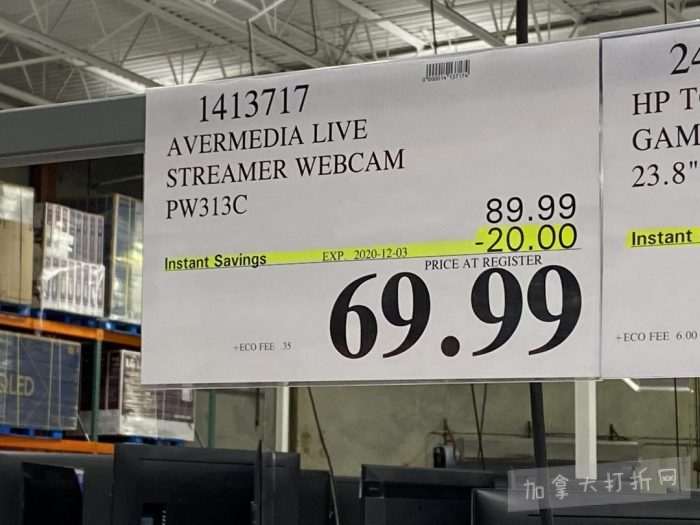 1413717
AVERMEDIA LIVE
STREAMER WEBCAM
PW313C
89.99
-20.00
Instant Savings EXP. 2020-12-03
PRICE AT REGISTER
69.99
+ECO FEE 35
24
HP T
GAM
23.8"
Instant
+ECO FEE 6.00
加拿大打折网